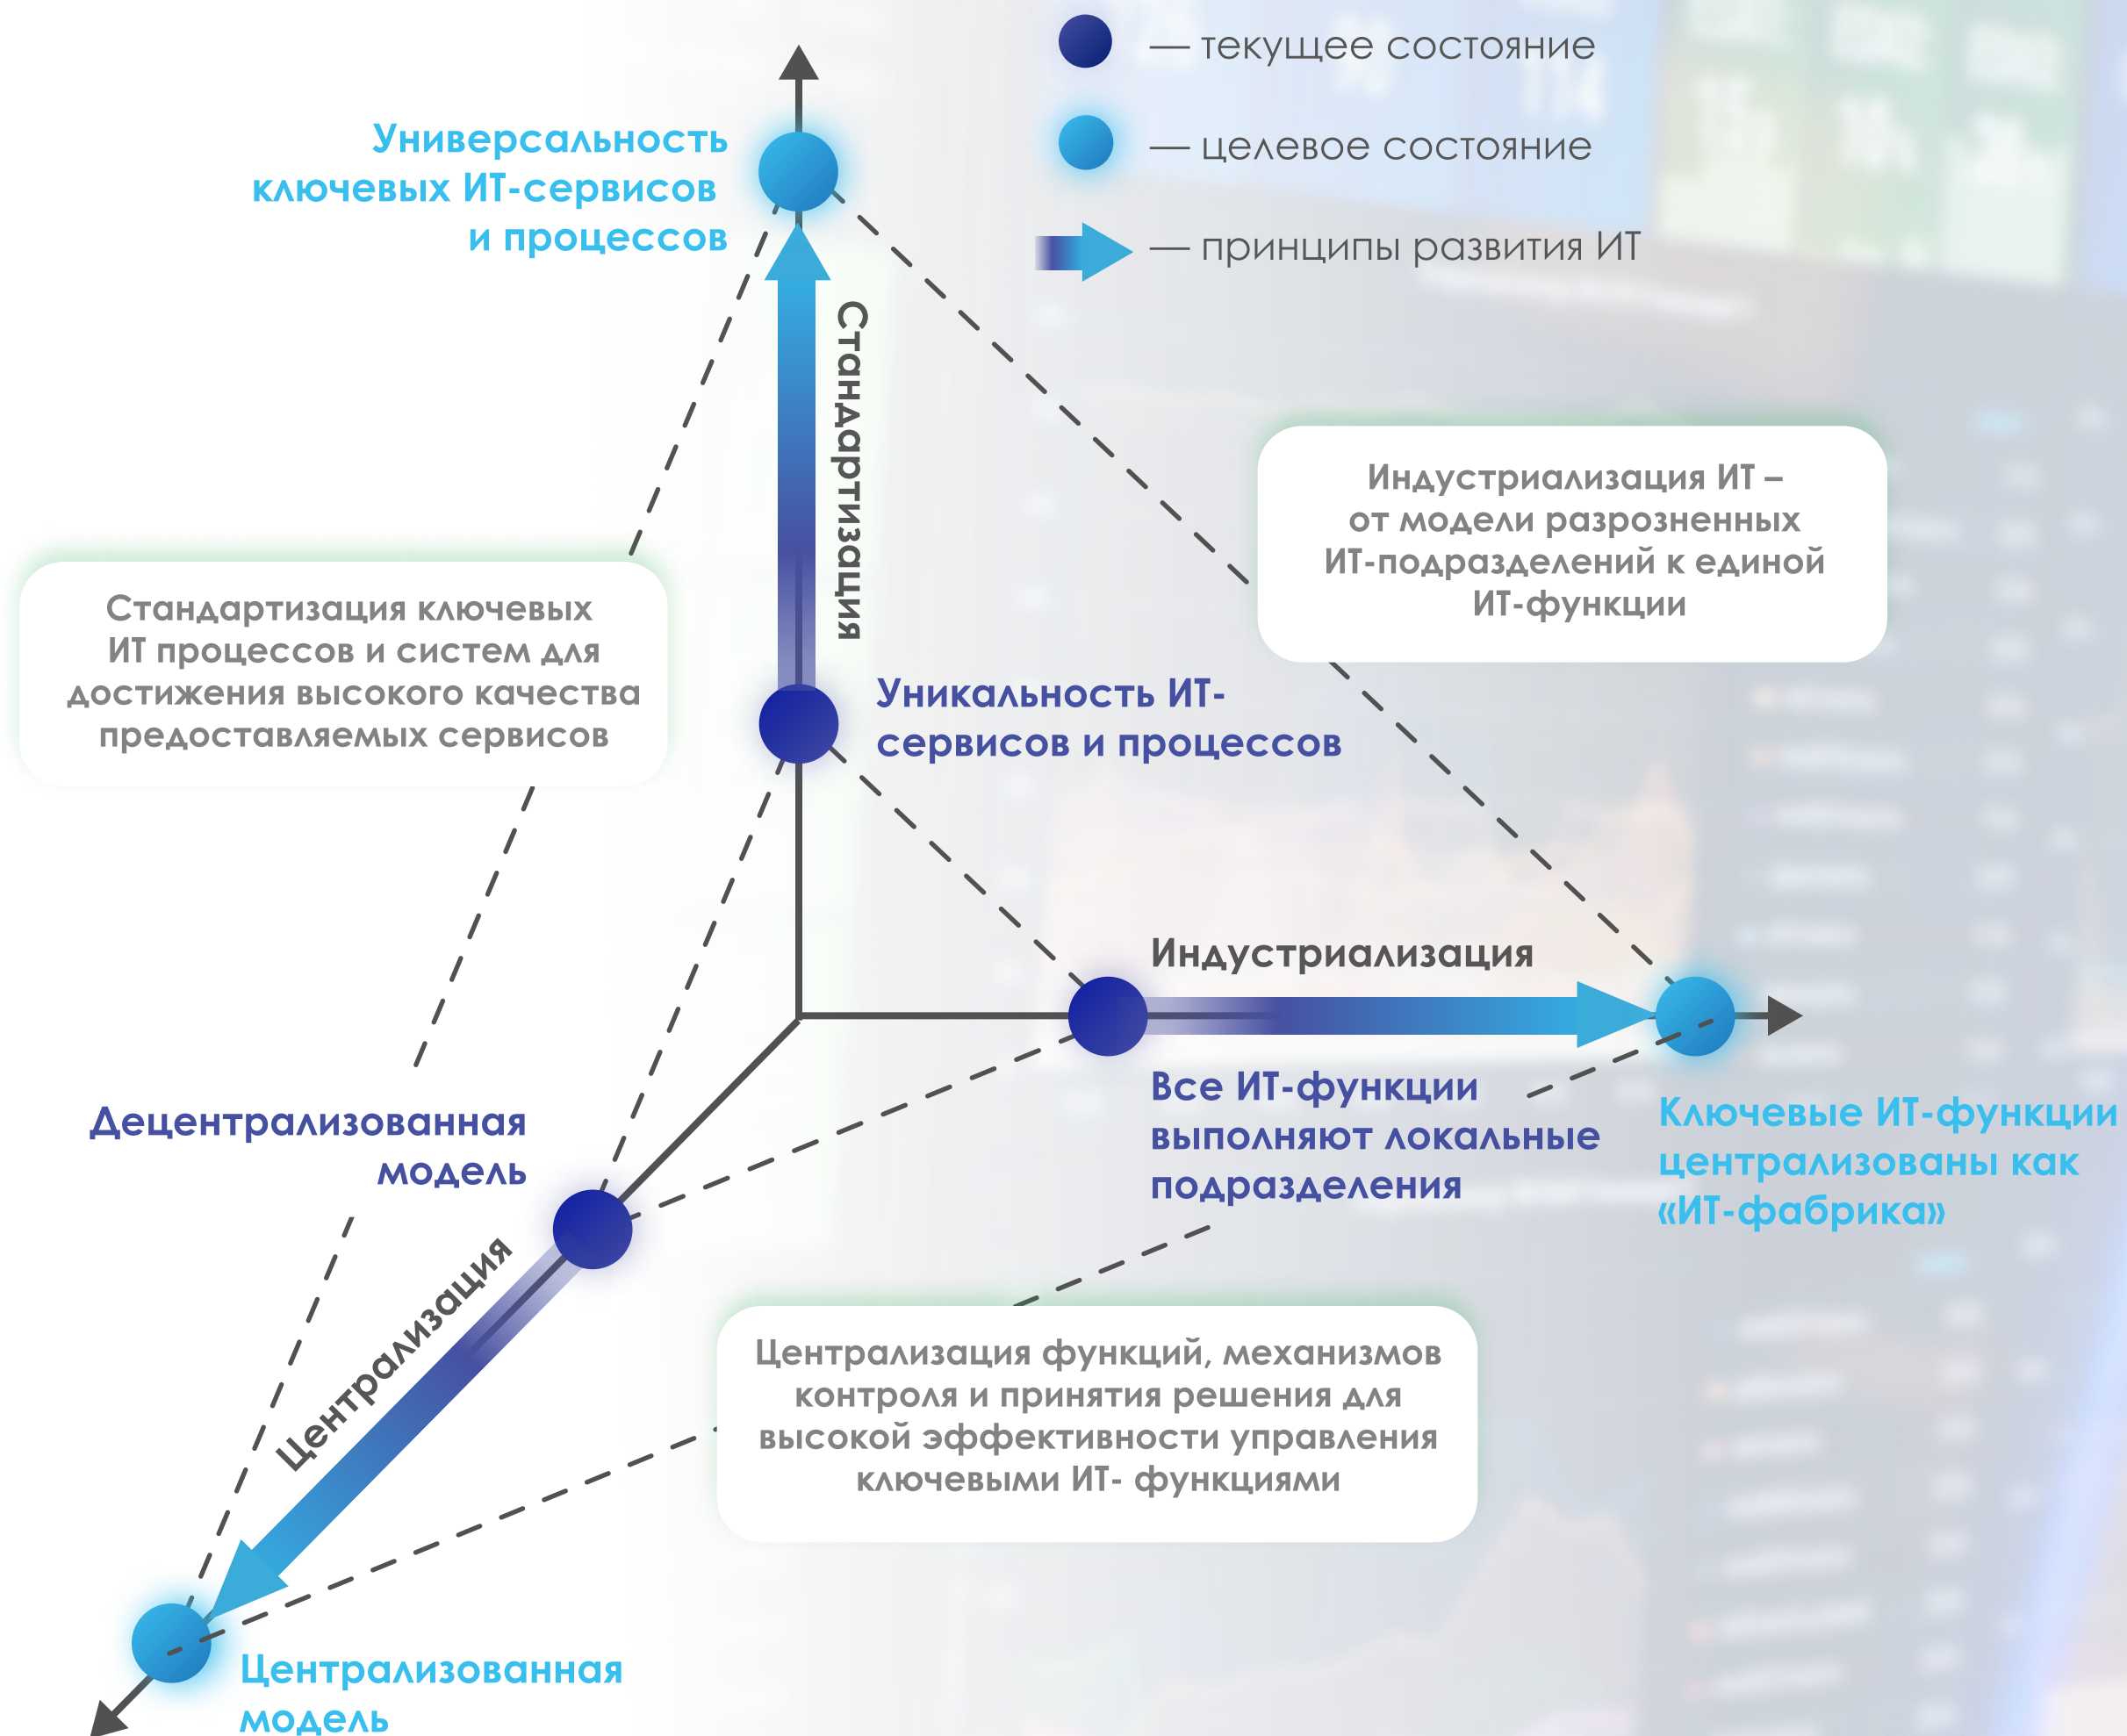 — текущее состояние
— целевое состояние
— принципы развития ИТ
Универсальность
ключевых ИТ-сервисов
и процессов
Стандартизация
Индустриализация ИТ –
от модели разрозненных
ИТ-подразделений к единой
ИТ-функции
Стандартизация ключевых
ИТ процессов и систем для
достижения высокого качества
предоставляемых сервисов
Уникальность ИТ-
сервисов и процессов
Индустриализация
Все ИТ-функции
выполняют локальные
подразделения
Ключевые ИТ-функции
централизованы как
«ИТ-фабрика»
Децентрализованная
модель
Централизация
Централизация функций, механизмов
контроля и принятия решения для
высокой эффективности управления
ключевыми ИТ- функциями
Централизованная
модель